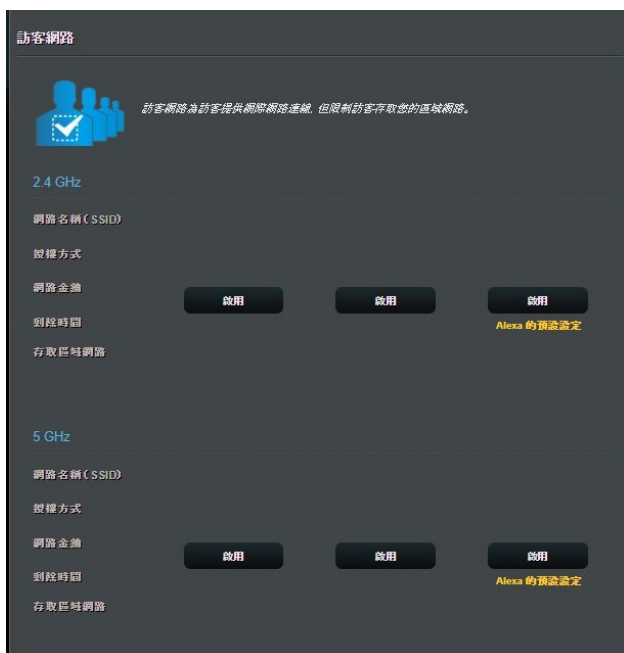 訪客網路
訪客網路為訪客提供網際網路連線, 但限制訪客存取您的區域網路。
2.4 GHz
網路名稱( SSID)
授權方式
網路金鑰
啟用 啟用 啟用
到除時間
Alexa 的預設設定
存取區域網路
5 GHz
網路名稱( SSID)
授權方式
網路金鑰
啟用 啟用 啟用
到除時間
Alexa 的預設設定
存取區域網路